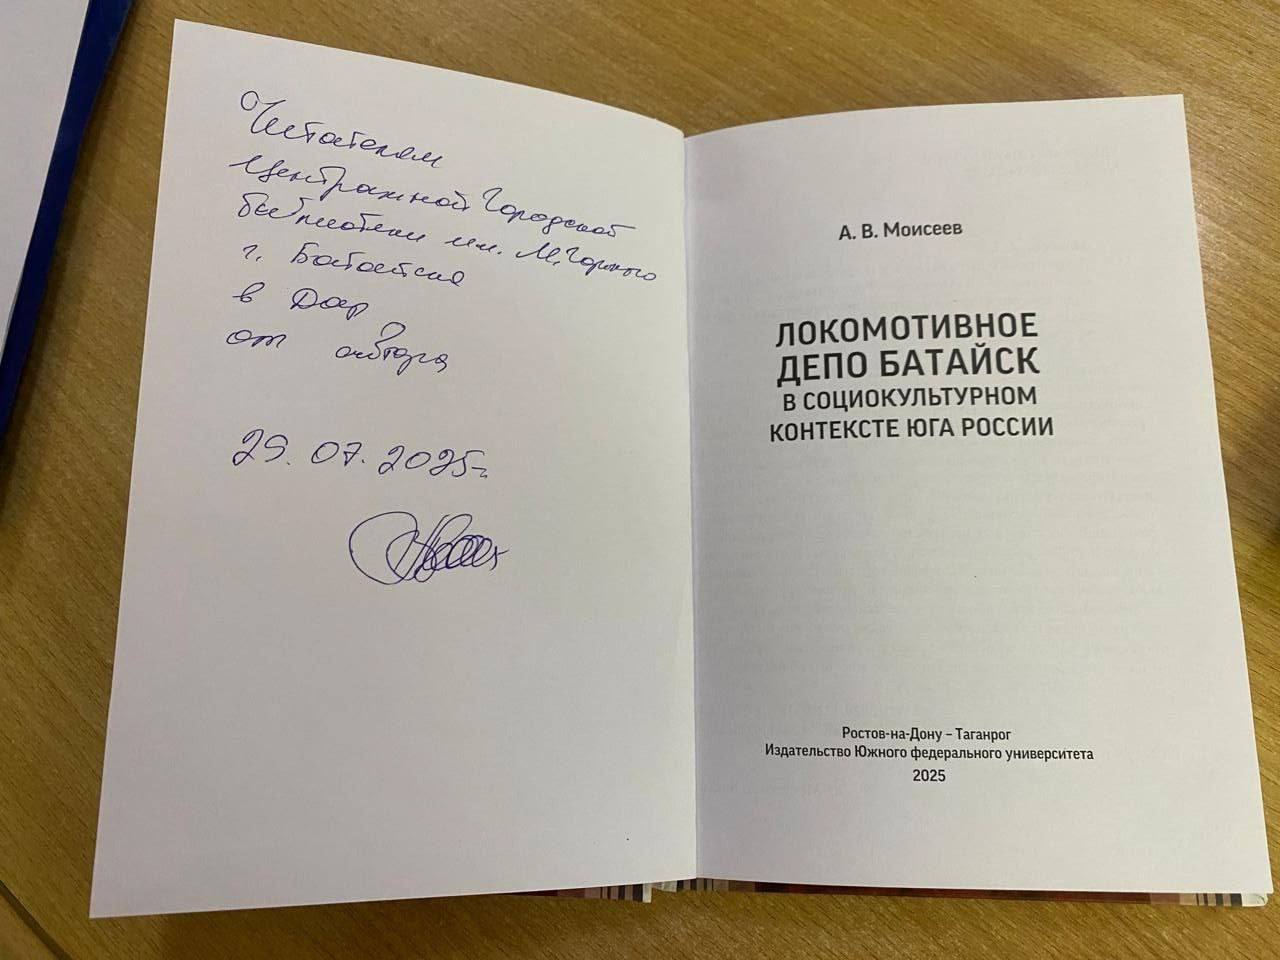 Читателям
Центральной Городской
библиотеки им. М. Горького
г. Батайска
в Дар
от автора
29.07.2025г.
А. В. Моисеев
ЛОКОМОТИВНОЕ
ДЕПО БАТАЙСК
В СОЦИОКУЛЬТУРНОМ
КОНТЕКСТЕ ЮГА РОССИИ
Ростов-на-Дону – Таганрог
Издательство Южного федерального университета
2025